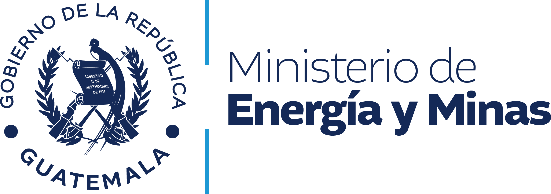 GOBIERNO DE LA REPÚBLICA
GUATEMALA
Ministerio de
Energía y Minas